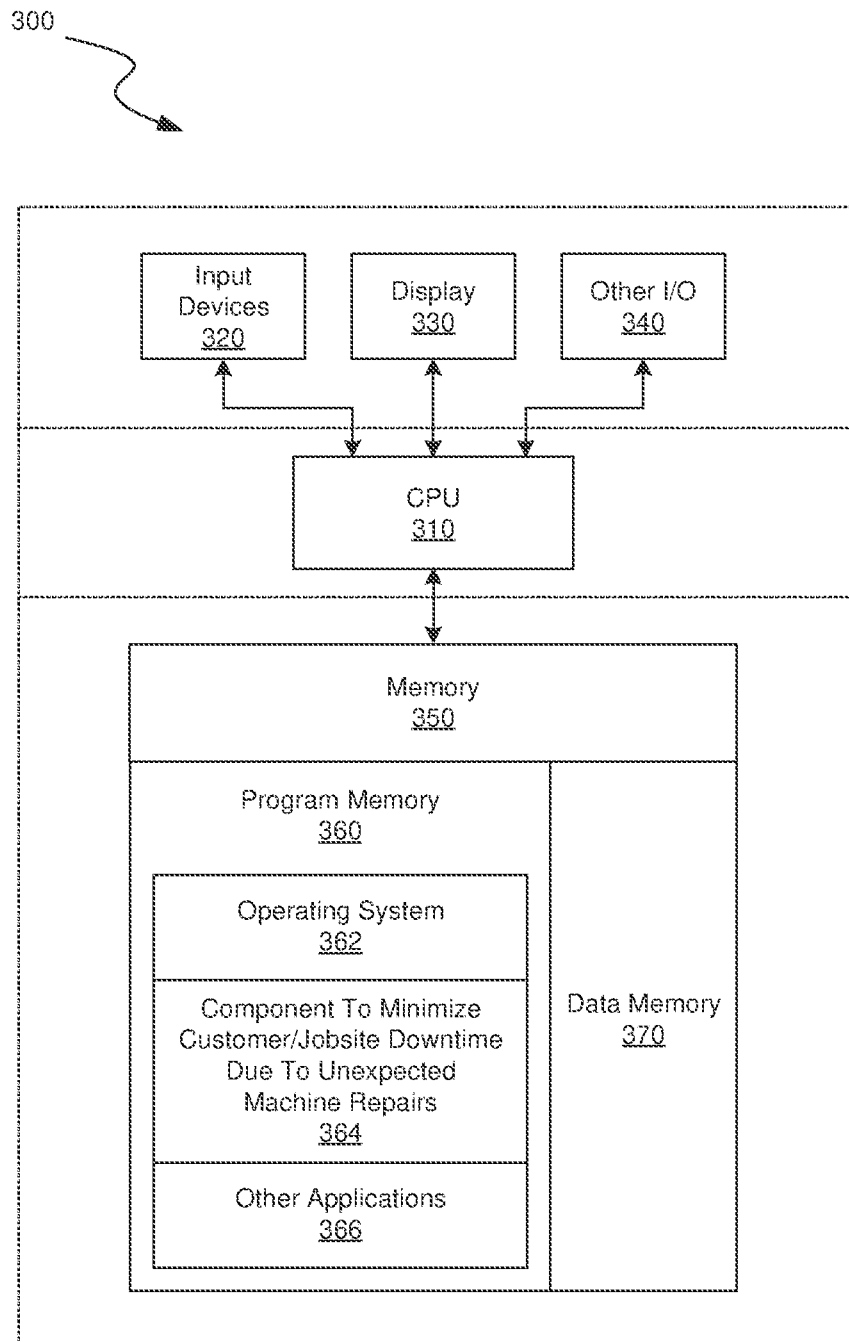 300
Input
Devices
320
Display
330
Other I/O
340
CPU
310
Memory
350
Program Memory
360
Operating System
362
Component To Minimize
Customer/Jobsite Downtime
Due To Unexpected
Machine Repairs
364
Other Applications
366
Data Memory
370